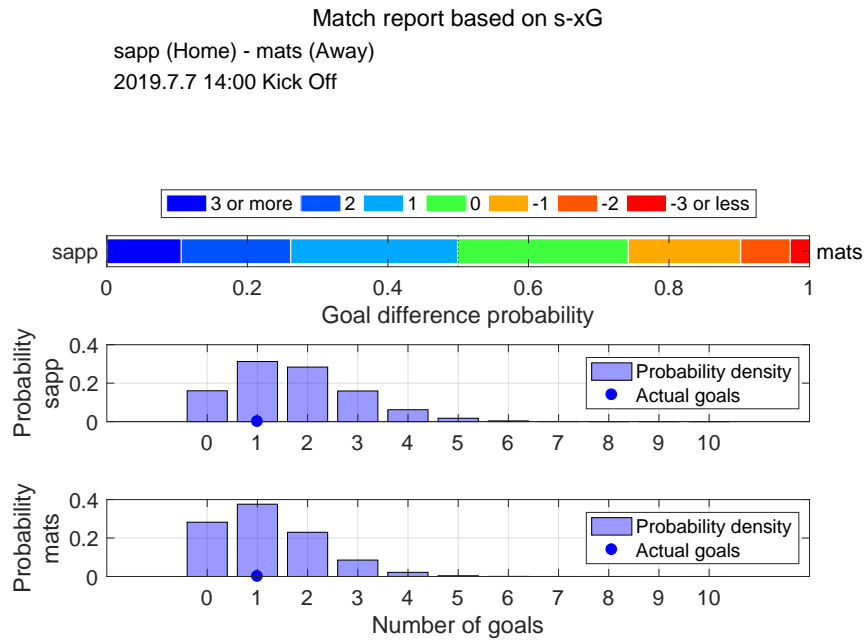 Match report based on s-xG
sapp (Home) - mats (Away)
2019.7.7 14:00 Kick Off
3 or more 2 1 0 -1 -2 -3 or less
sapp mats
0 0.2 0.4 0.6 0.8 1
Goal difference probability
Probability
sapp
0.4
0.2
0
Probability density
Actual goals
0 1 2 3 4 5 6 7 8 9 10
Probability
mats
0.4
0.2
0
Probability density
Actual goals
0 1 2 3 4 5 6 7 8 9 10
Number of goals